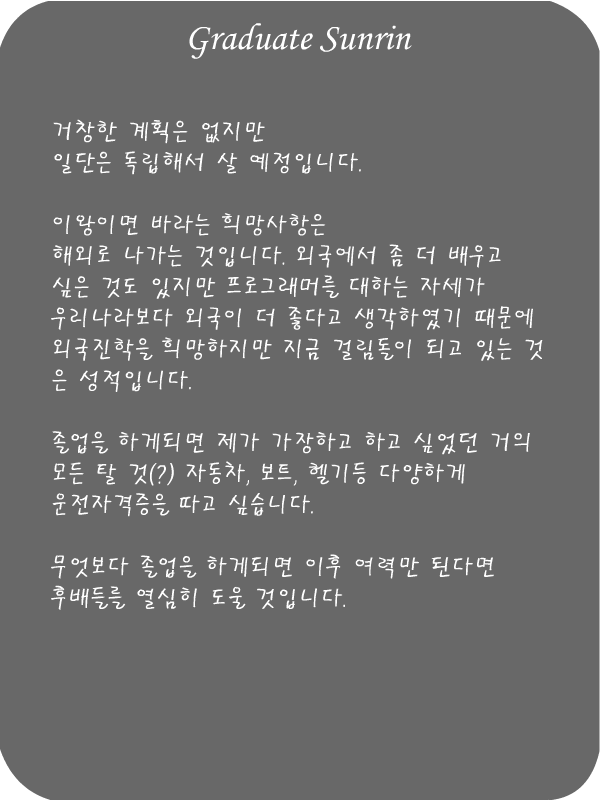 Graduate Sunrin
거창한 계획은 없지만
일단은 독립해서 살 예정입니다.
이왕이면 바라는 희망사항은
해외로 나가는 것입니다. 외국에서 좀 더 배우고
싶은 것도 있지만 프로그래머를 대하는 자세가
우리나라보다 외국이 더 좋다고 생각하였기 때문에
외국진학을 희망하지만 지금 걸림돌이 되고 있는 것
은 성적입니다.
졸업을 하게되면 제가 가장하고 하고 싶었던 거의
모든 탈 것(?) 자동차, 보트, 헬기등 다양하게
운전자격증을 따고 싶습니다.
무엇보다 졸업을 하게되면 이후 여력만 된다면
후배들를 열심히 도울 것입니다.